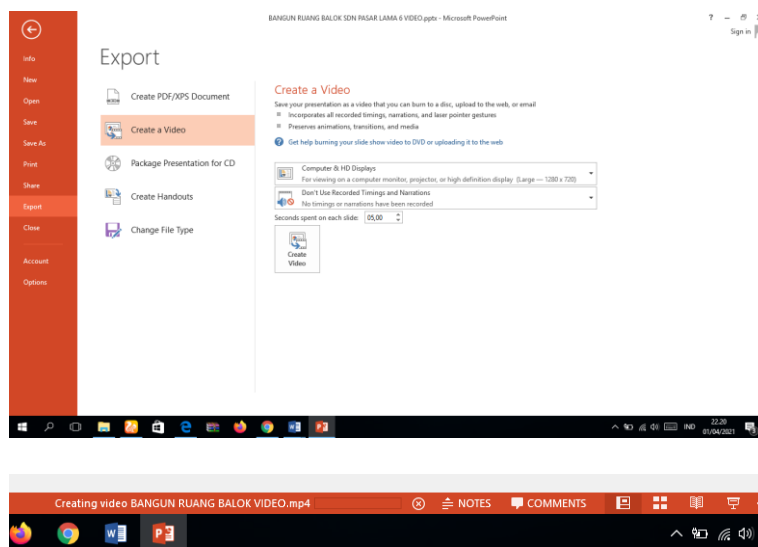 BANGUN RUANG BALOK SDN PASAR LAMA 6 VIDEO.pptx - Microsoft PowerPoint
?
Sign in
Info
New
Open
Save
Save As
Print
Share
Export
Close
Account
Options
Export
Create PDF/XPS Document
Create a Video
Package Presentation for CD
Create Handouts
Change File Type
Create a Video
Save your presentation as a video that you can burn to a disc, upload to the web, or email
Incorporates all recorded timings, narrations, and laser pointer gestures
Preserves animations, transitions, and media
Get help burning your slide show video to DVD or uploading it to the web
Computer & HD Displays
For viewing on a computer monitor, projector, or high definition display (Large — 1280 x 720)
Don't Use Recorded Timings and Narrations
No timings or narrations have been recorded
Seconds spent on each slide: 05,00
Create
Video
IND
22.20
01/04/2021
Creating video BANGUN RUANG BALOK VIDEO.mp4
NOTES
COMMENTS